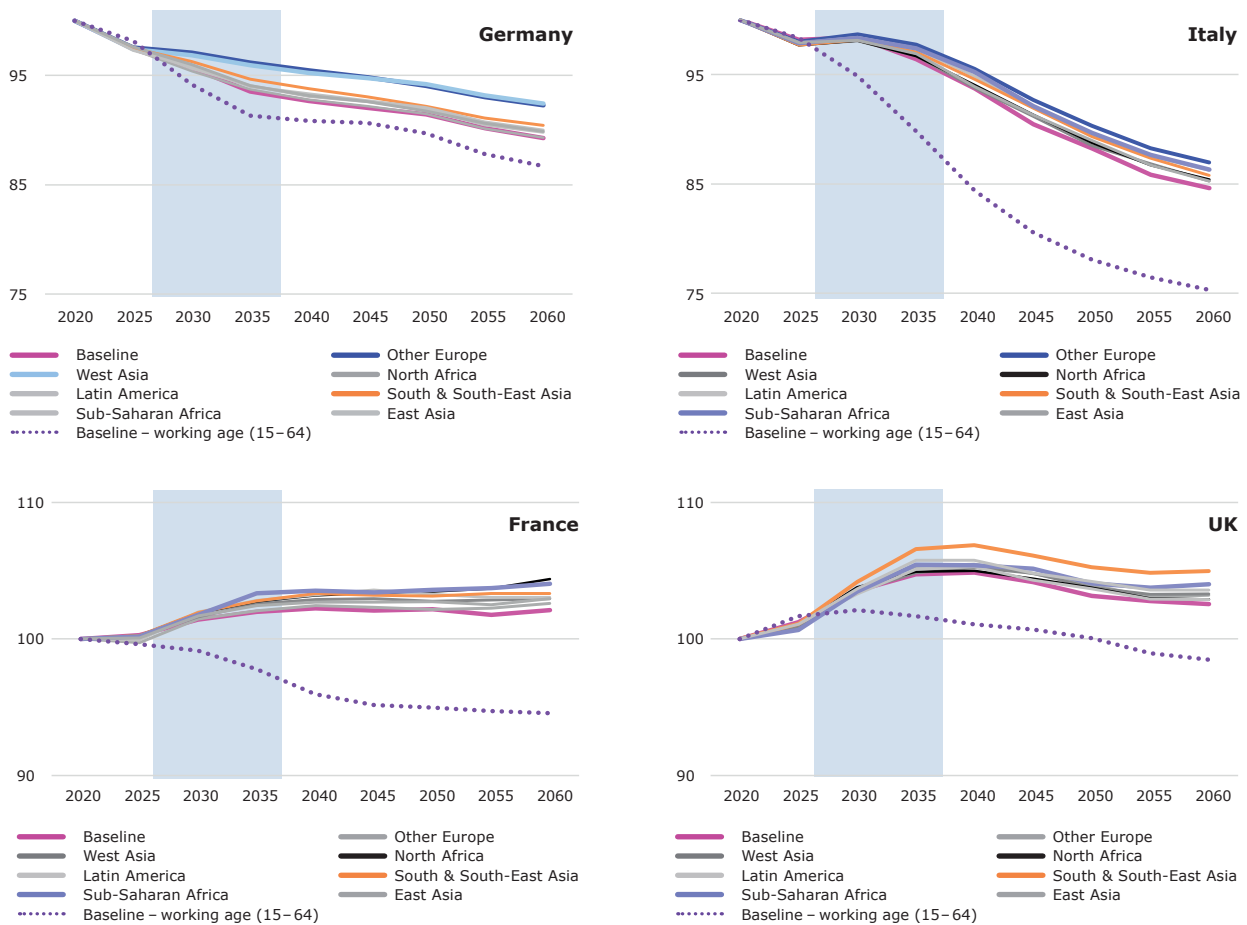 Germany
95
85
75
2020 2025 2030 2035 2040 2045 2050 2055 2060
Baseline
Other Europe
West Asia
North Africa
Latin America
South & South-East Asia
Sub-Saharan Africa
East Asia
Baseline – working age (15–64)
Italy
95
85
75
2020 2025 2030 2035 2040 2045 2050 2055 2060
Baseline
Other Europe
West Asia
North Africa
Latin America
South & South-East Asia
Sub-Saharan Africa
East Asia
Baseline – working age (15–64)
110
France
100
90
2020 2025 2030 2035 2040 2045 2050 2055 2060
Baseline
Other Europe
West Asia
North Africa
Latin America
South & South-East Asia
Sub-Saharan Africa
East Asia
Baseline – working age (15–64)
110
UK
100
90
2020 2025 2030 2035 2040 2045 2050 2055 2060
Baseline
Other Europe
West Asia
North Africa
Latin America
South & South-East Asia
Sub-Saharan Africa
East Asia
Baseline – working age (15–64)